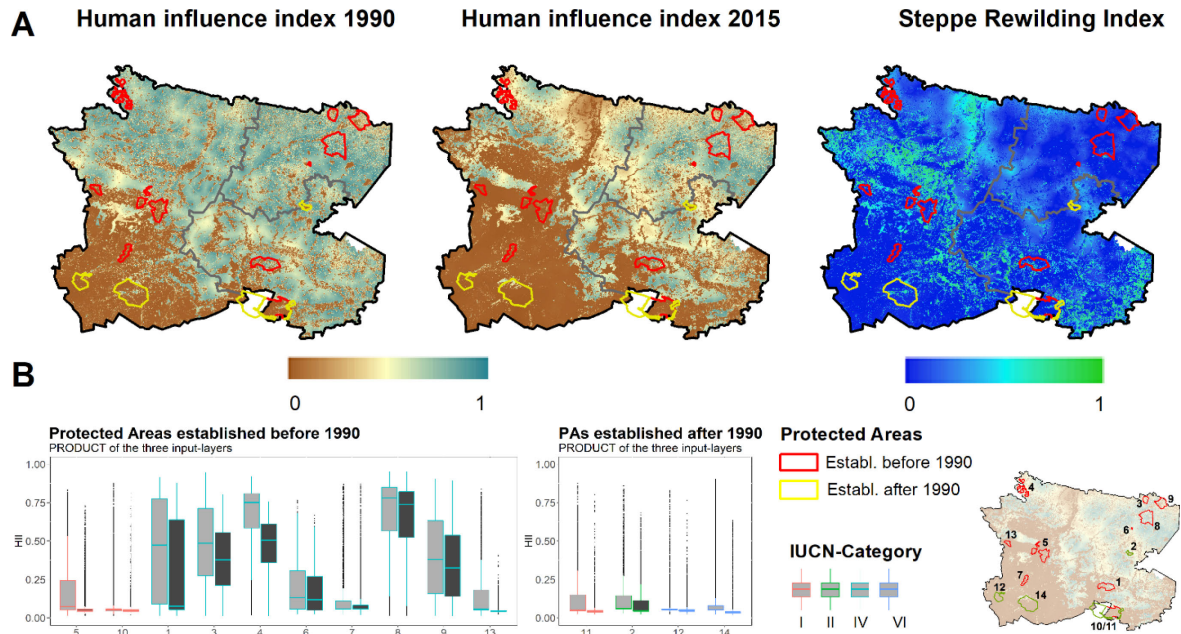 A
Human influence index 1990
Human influence index 2015
Steppe Rewilding Index
0
1
0
1
B
Protected Areas established before 1990
PRODUCT of the three input-layers
HII
1.00
0.75
0.50
0.25
0.00
5 10 1 3 4 6 7 8 9 13
PAs established after 1990
PRODUCT of the three input-layers
1.00
0.75
0.50
0.25
0.00
11 2 12 14
Protected Areas
Establ. before 1990
Establ. after 1990
IUCN-Category
I II IV VI
4
3
9
8
6
2
13
5
7
1
12
14
10/11